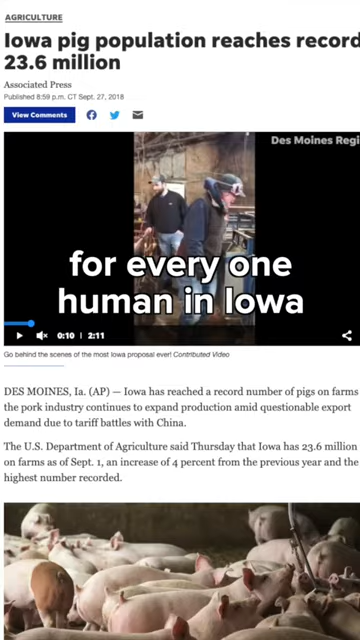 AGRICULTURE
Iowa pig population reaches record
23.6 million
Associated Press
Published 8:59 p.m. CT Sept. 27, 2018
View Comments
Des Moines Regi
for every one
human in Iowa
0:10 | 2:11
Go behind the scenes of the most Iowa proposal ever! Contributed Video
DES MOINES, Ia. (AP) — Iowa has reached a record number of pigs on farms
the pork industry continues to expand production amid questionable export
demand due to tariff battles with China.
The U.S. Department of Agriculture said Thursday that Iowa has 23.6 million
on farms as of Sept. 1, an increase of 4 percent from the previous year and the
highest number recorded.